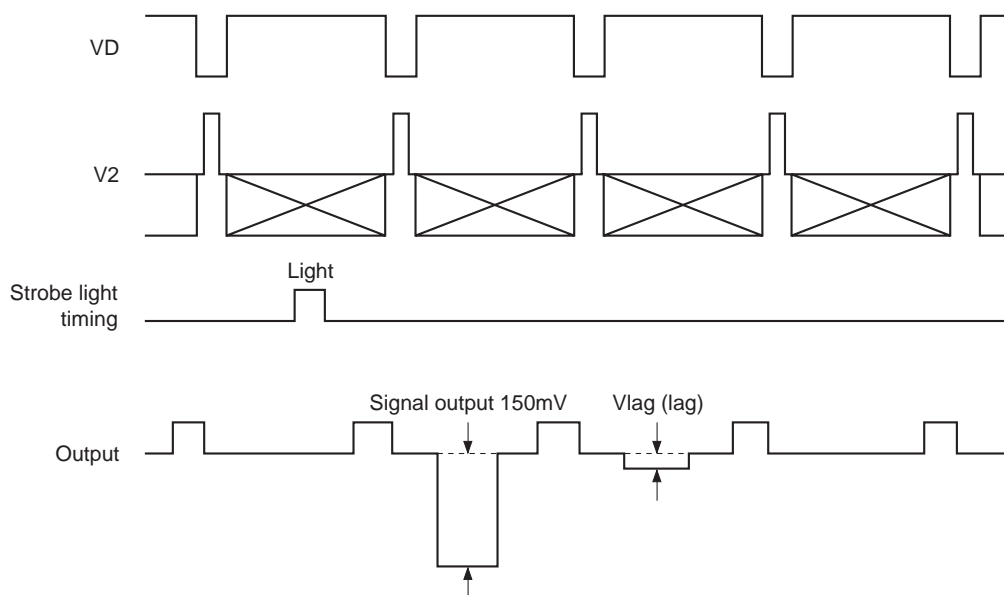 VD
V2
Light
Strobe light
timing
Signal output 150mV
Vlag (lag)
Output